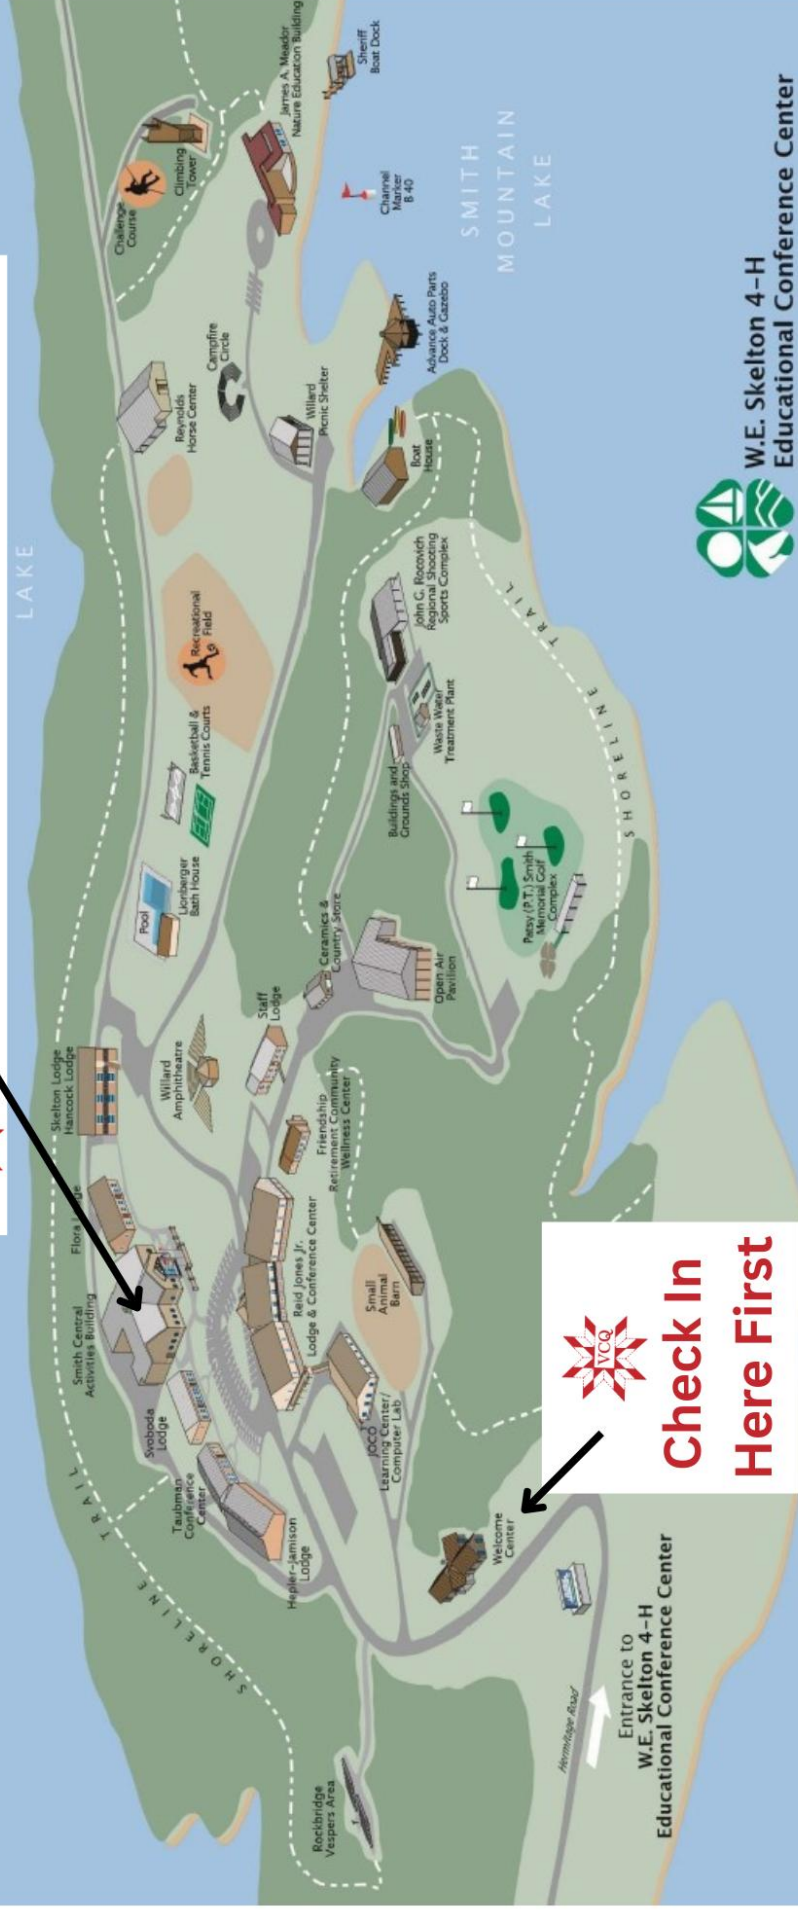 LAKE
SMITH
MOUNTAIN
LAKE
Challenge
Course
Climbing
Tower
James A. Meador
Nature Education Building
Sheriff
Boat Dock
Channel
Marker
B 40
Reynolds
Horse Center
Campfire
Circle
Willard
Picnic Shelter
Advance Auto Parts
Dock & Gazebo
Boat
House
Recreational
Field
Basketball &
Tennis Courts
John G. Rocovich
Regional Shooting
Sports Complex
Waste Water
Treatment Plant
Buildings and
Grounds Shop
Pool
Lionberger
Bath House
Ceramics &
Country Store
Open Air
Pavilion
Patsy (P.T.) Smith
Memorial Golf
Complex
SHORELINE
TRAIL
Skelton Lodge
Hancock Lodge
Willard
Amphitheatre
Staff
Lodge
Friendship
Retirement Community
Wellness Center
Smith Central
Activities Building
Reid Jones Jr.
Lodge & Conference Center
Small
Animal
Barn
Svoboda
Lodge
Taubman
Conference
Center
Hepler-Jamison
Lodge
JOCO
Learning Center/
Computer Lab
Welcome
Center
SHORELINE
TRAIL
Rockbridge
Vespers Area
Hermitage Road
Entrance to
W.E. Skelton 4-H
Educational Conference Center
VCQ
Check In
Here First
W.E. Skelton 4-H
Educational Conference Center